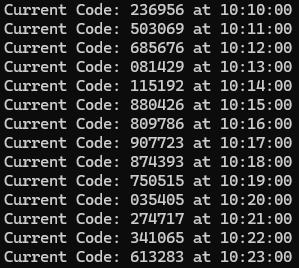 Current Code: 236956 at 10:10:00
Current Code: 503069 at 10:11:00
Current Code: 685676 at 10:12:00
Current Code: 081429 at 10:13:00
Current Code: 115192 at 10:14:00
Current Code: 880426 at 10:15:00
Current Code: 809786 at 10:16:00
Current Code: 907723 at 10:17:00
Current Code: 874393 at 10:18:00
Current Code: 750515 at 10:19:00
Current Code: 035405 at 10:20:00
Current Code: 274717 at 10:21:00
Current Code: 341065 at 10:22:00
Current Code: 613283 at 10:23:00